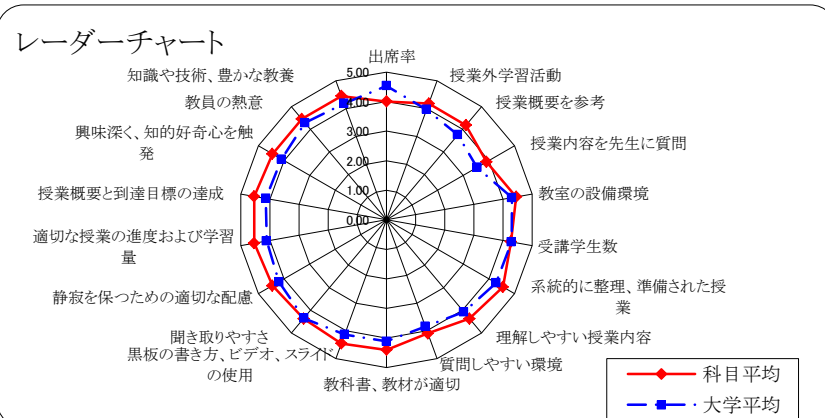 レーダーチャート
出席率
授業外学習活動
授業概要を参考
授業内容を先生に質問
教室の設備環境
受講学生数
系統的に整理、準備された授
業
理解しやすい授業内容
質問しやすい環境
教科書、教材が適切
黒板の書き方、ビデオ、スライド
の使用
聞き取りやすさ
静寂を保つための適切な配慮
適切な授業の進度および学習
量
授業概要と到達目標の達成
興味深く、知的好奇心を触
発
教員の熱意
知識や技術、豊かな教養
5.00
4.00
3.00
2.00
1.00
0.00
科目平均
大学平均